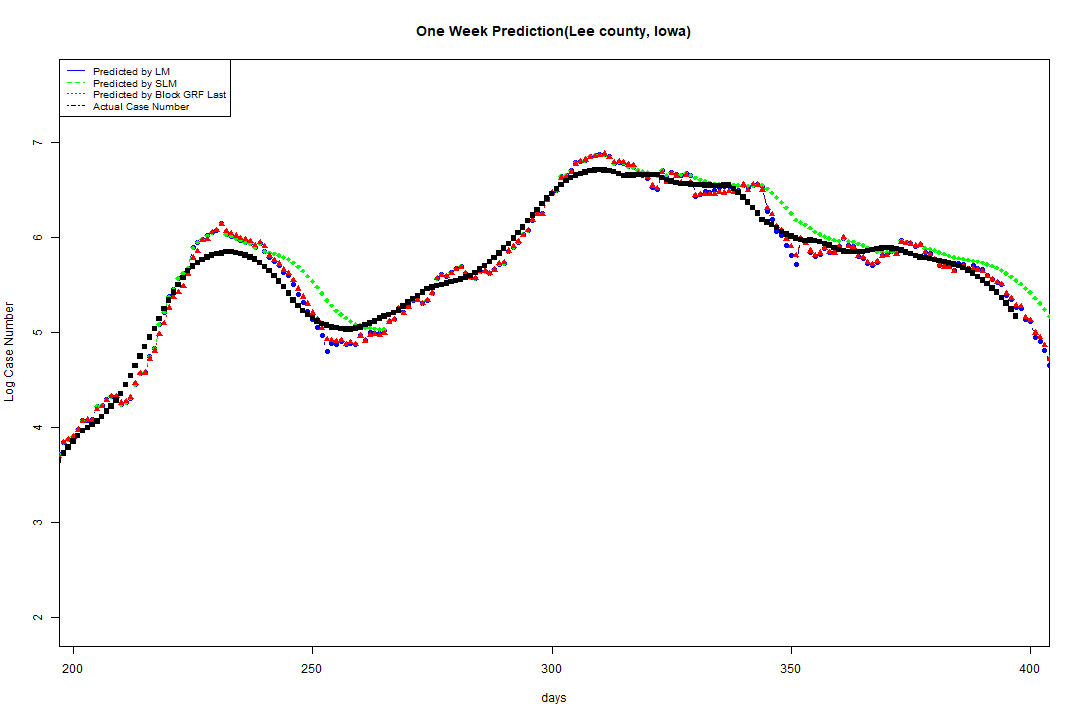 One Week Prediction(Lee county, Iowa)
Predicted by LM
Predicted by SLM
Predicted by Block GRF Last
Actual Case Number
7
6
5
4
3
2
Log Case Number
200 250 300 350 400
days